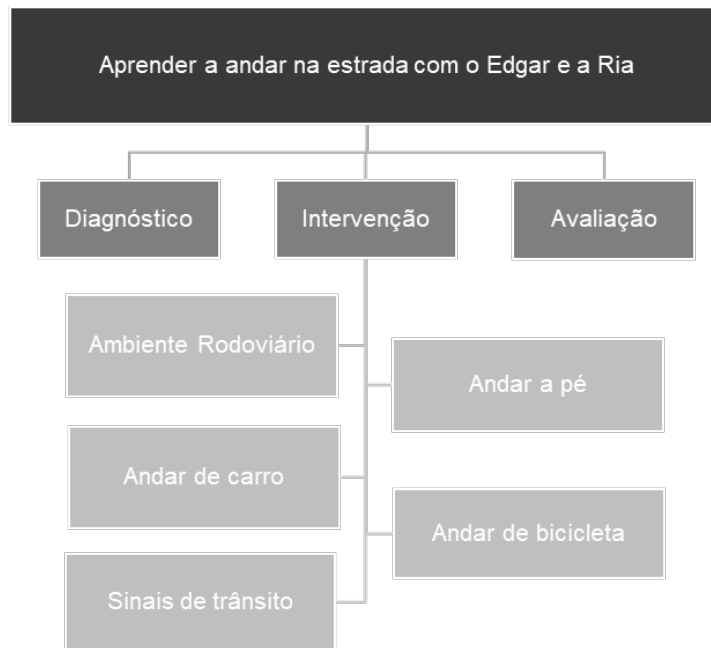 Aprender a andar na estrada com o Edgar e a Ria
Diagnóstico
Intervenção
Avaliação
Ambiente Rodoviário
Andar a pé
Andar de carro
Andar de bicicleta
Sinais de trânsito